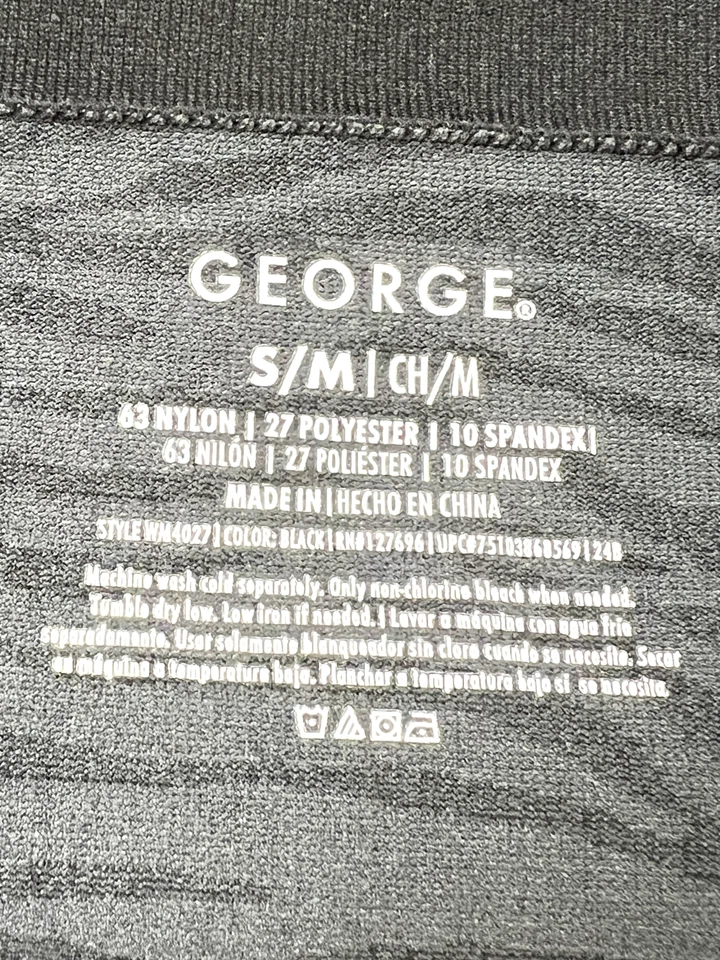 GEORGE®
S/M | CH/M
63 NYLON | 27 POLYESTER | 10 SPANDEX|
63 NILÓN | 27 POLIÉSTER | 10 SPANDEX
MADE IN | HECHO EN CHINA
STYLE WM4027 | COLOR: BLACK | RN#127696 | UPC#75103868569 | 24B
Machine wash cold separately. Only non-chlorine bleach when needed.
Tumble dry low. Low Iron if needed. | Lavar a máquina con agua fría
separadamente. Usar solamente blanqueador sin cloro cuando se necesite. Secar
en máquina a temperatura baja. Planchar a temperatura baja si se necesita.